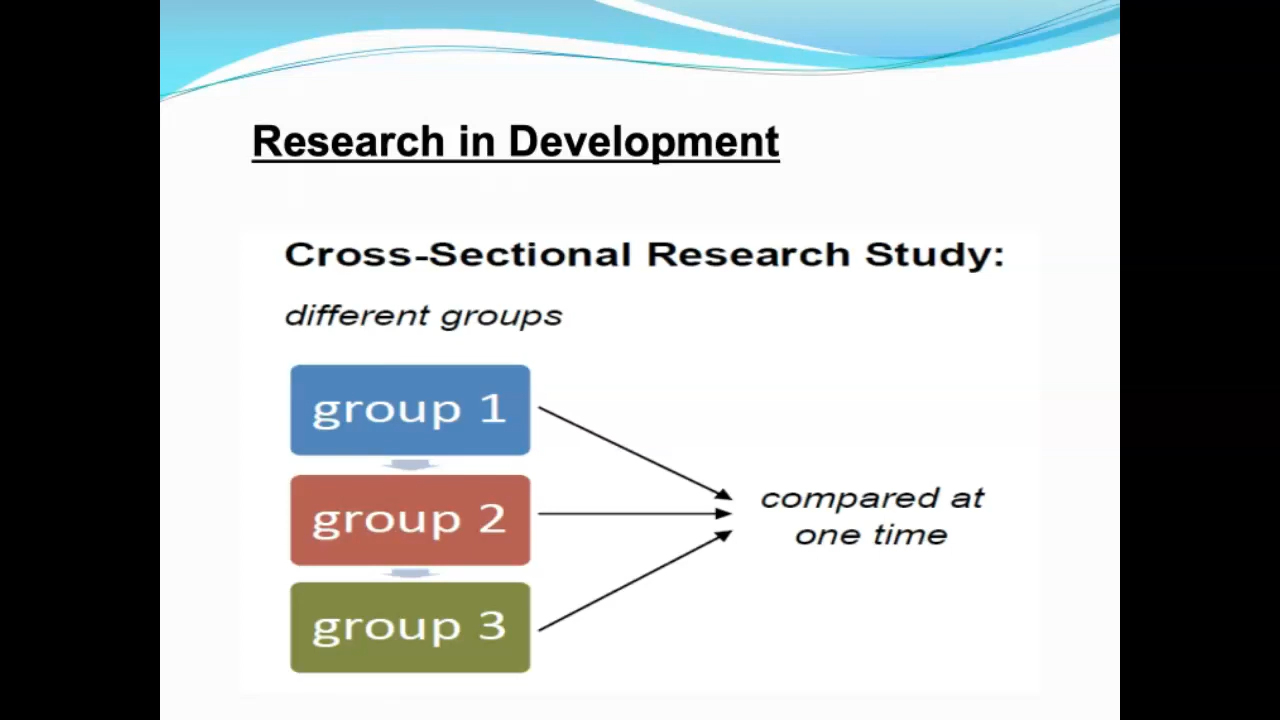 Research in Development
Cross-Sectional Research Study:
different groups
group 1
group 2
group 3
compared at
one time